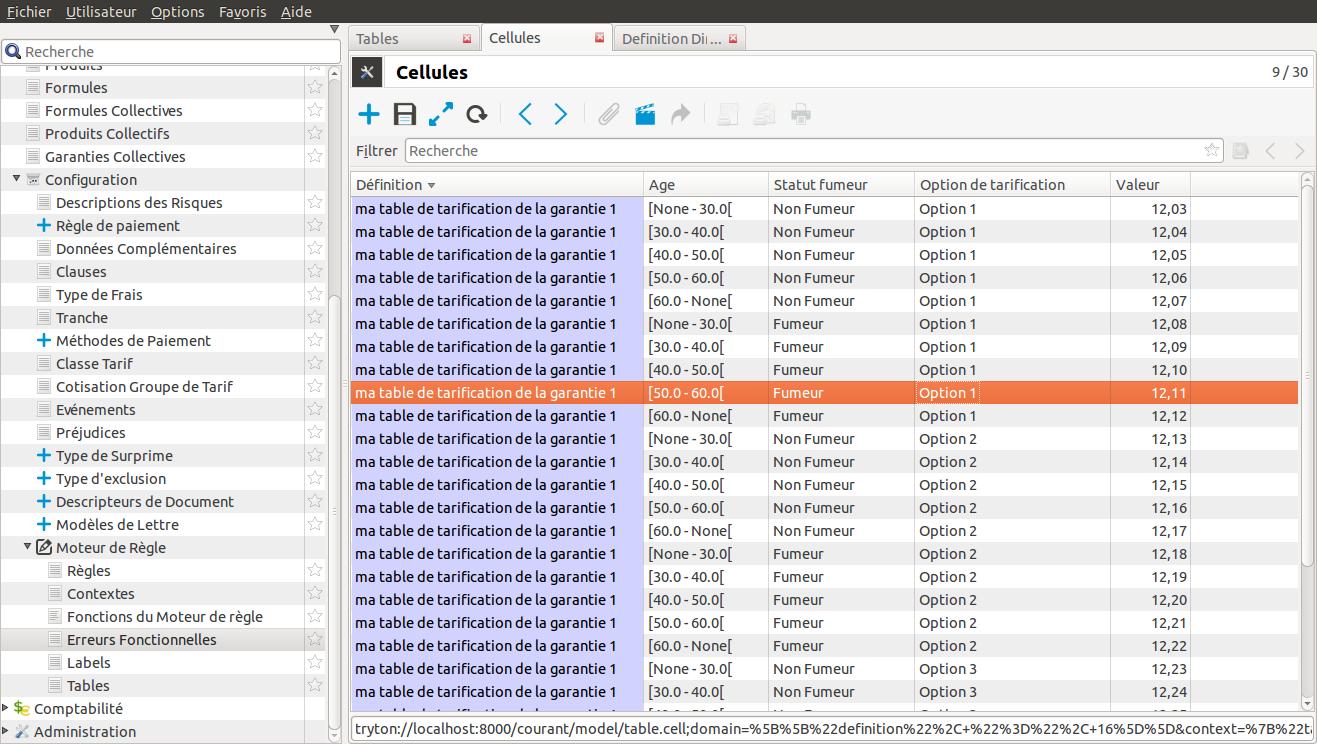 Fichier Utilisateur Options Favoris Aide
Recherche
Produits
Formules
Formules Collectives
Produits Collectifs
Garanties Collectives
Configuration
Descriptions des Risques
Règle de paiement
Données Complémentaires
Clauses
Type de Frais
Tranche
Méthodes de Paiement
Classe Tarif
Cotisation Groupe de Tarif
Evénements
Préjudices
Type de Surprime
Type d'exclusion
Descripteurs de Document
Modèles de Lettre
Moteur de Règle
Règles
Contextes
Fonctions du Moteur de règle
Erreurs Fonctionnelles
Labels
Tables
Comptabilité
Administration
Tables Cellules Definition Di...
Cellules 9 / 30
Filtrer Recherche
Définition Age Statut fumeur Option de tarification Valeur
ma table de tarification de la garantie 1 [None - 30.0[ Non Fumeur Option 1 12,03
ma table de tarification de la garantie 1 [30.0 - 40.0[ Non Fumeur Option 1 12,04
ma table de tarification de la garantie 1 [40.0 - 50.0[ Non Fumeur Option 1 12,05
ma table de tarification de la garantie 1 [50.0 - 60.0[ Non Fumeur Option 1 12,06
ma table de tarification de la garantie 1 [60.0 - None[ Non Fumeur Option 1 12,07
ma table de tarification de la garantie 1 [None - 30.0[ Fumeur Option 1 12,08
ma table de tarification de la garantie 1 [30.0 - 40.0[ Fumeur Option 1 12,09
ma table de tarification de la garantie 1 [40.0 - 50.0[ Fumeur Option 1 12,10
ma table de tarification de la garantie 1 [50.0 - 60.0[ Fumeur Option 1 12,11
ma table de tarification de la garantie 1 [60.0 - None[ Fumeur Option 1 12,12
ma table de tarification de la garantie 1 [None - 30.0[ Non Fumeur Option 2 12,13
ma table de tarification de la garantie 1 [30.0 - 40.0[ Non Fumeur Option 2 12,14
ma table de tarification de la garantie 1 [40.0 - 50.0[ Non Fumeur Option 2 12,15
ma table de tarification de la garantie 1 [50.0 - 60.0[ Non Fumeur Option 2 12,16
ma table de tarification de la garantie 1 [60.0 - None[ Non Fumeur Option 2 12,17
ma table de tarification de la garantie 1 [None - 30.0[ Fumeur Option 2 12,18
ma table de tarification de la garantie 1 [30.0 - 40.0[ Fumeur Option 2 12,19
ma table de tarification de la garantie 1 [40.0 - 50.0[ Fumeur Option 2 12,20
ma table de tarification de la garantie 1 [50.0 - 60.0[ Fumeur Option 2 12,21
ma table de tarification de la garantie 1 [60.0 - None[ Fumeur Option 2 12,22
ma table de tarification de la garantie 1 [None - 30.0[ Non Fumeur Option 3 12,23
ma table de tarification de la garantie 1 [30.0 - 40.0[ Non Fumeur Option 3 12,24
tryton://localhost:8000/courant/model/table.cell;domain=%5B%5B%22definition%22%2C+%22%3D%22%2C+16%5D%5D&context=%7B%22t